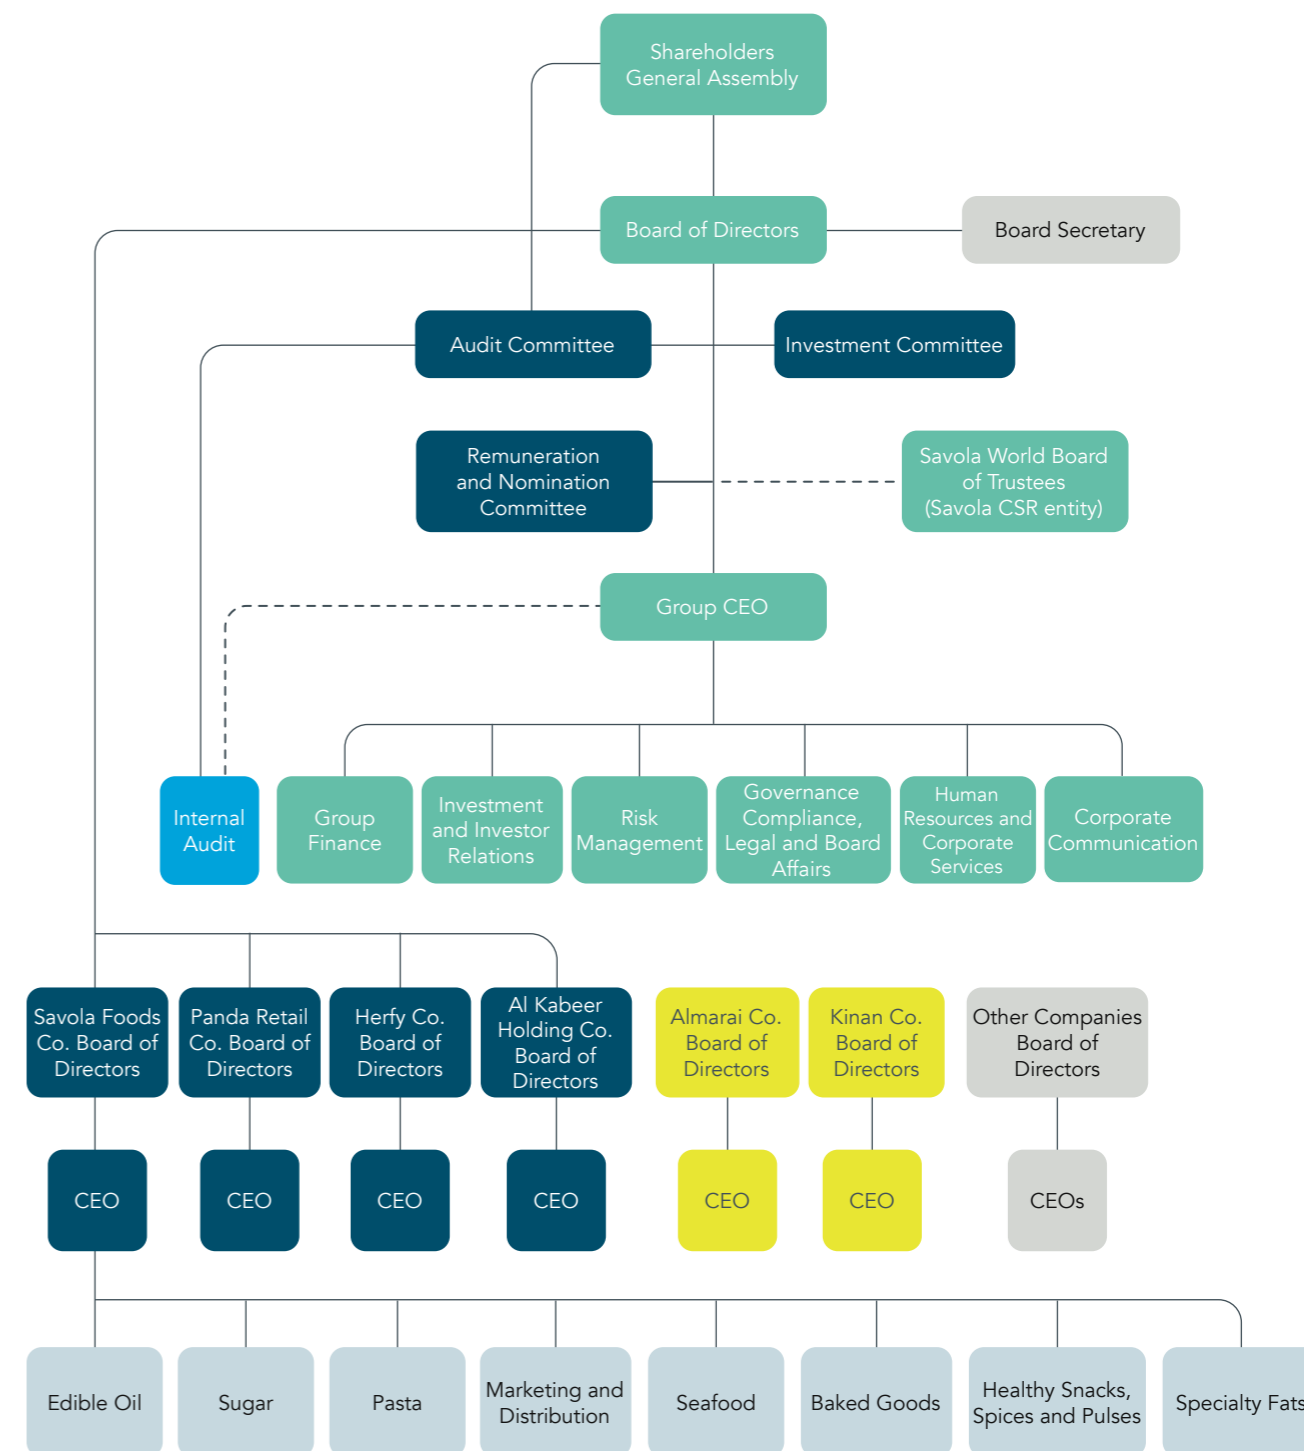 Shareholders
General Assembly
Board of Directors
Board Secretary
Audit Committee
Investment Committee
Remuneration
and Nomination
Committee
Savola World Board
of Trustees
(Savola CSR entity)
Group CEO
Internal
Audit
Group
Finance
Investment
and Investor
Relations
Risk
Management
Governance
Compliance,
Legal and Board
Affairs
Human
Resources and
Corporate
Services
Corporate
Communication
Savola Foods
Co. Board of
Directors
Panda Retail
Co. Board of
Directors
Herfy Co.
Board of
Directors
Al Kabeer
Holding Co.
Board of
Directors
Almarai Co.
Board of
Directors
Kinan Co.
Board of
Directors
Other Companies
Board of
Directors
CEO
CEO
CEO
CEO
CEO
CEO
CEOs
Edible Oil
Sugar
Pasta
Marketing and
Distribution
Seafood
Baked Goods
Healthy Snacks,
Spices and Pulses
Specialty Fats